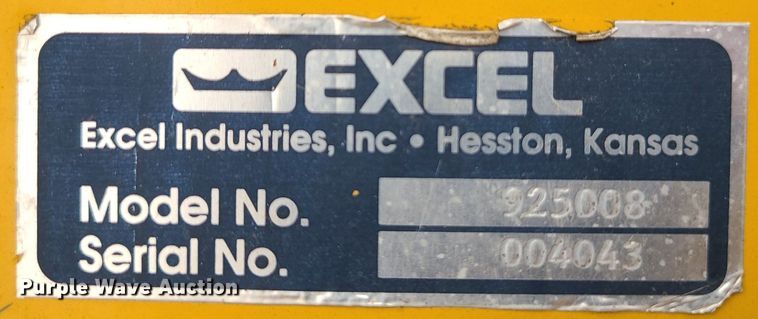 EXCEL
Excel Industries, Inc • Hesston, Kansas
Model No. 925008
Serial No. 004043
Purple Wave Auction